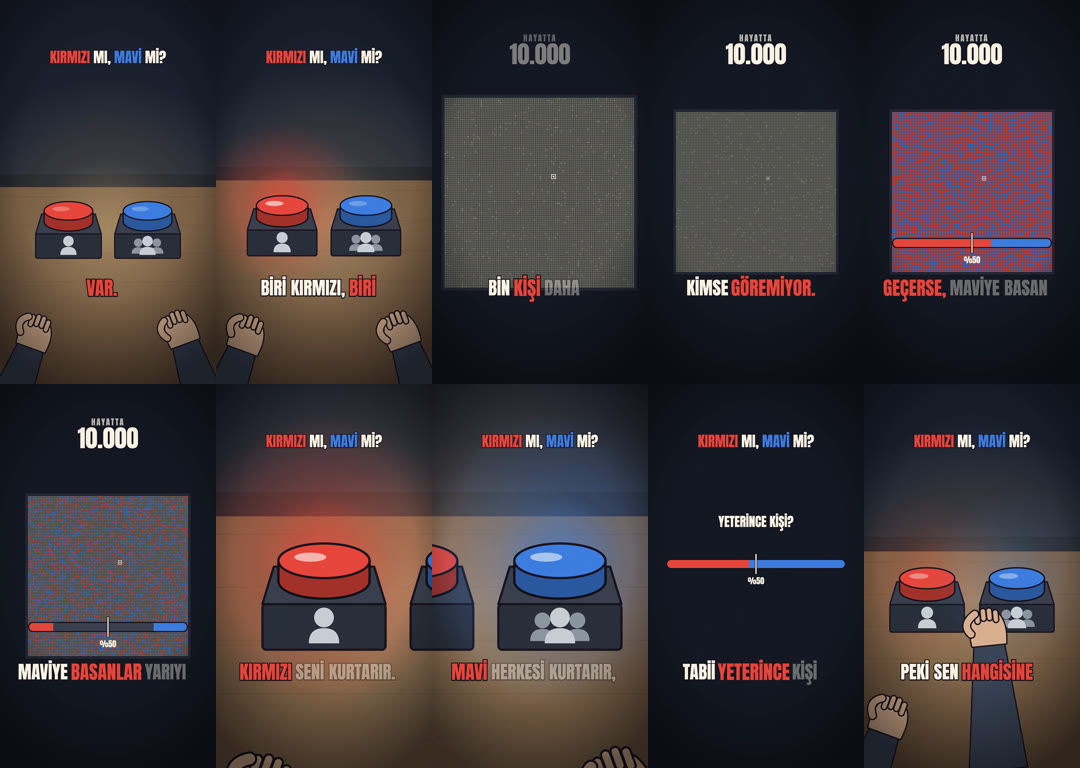 KIRMIZI MI, MAVİ Mİ?
VAR.
KIRMIZI MI, MAVİ Mİ?
BİRİ KIRMIZI, BİRİ
HAYATTA
10.000
BİN KİŞİ DAHA
HAYATTA
10.000
KİMSE GÖREMİYOR.
HAYATTA
10.000
%50
GEÇERSE, MAVİYE BASAN
HAYATTA
10.000
%50
MAVİYE BASANLAR YARIYI
KIRMIZI MI, MAVİ Mİ?
KIRMIZI SENİ KURTARIR.
KIRMIZI MI, MAVİ Mİ?
MAVİ HERKESİ KURTARIR,
KIRMIZI MI, MAVİ Mİ?
YETERİNCE KİŞİ?
%50
TABİİ YETERİNCE KİŞİ
KIRMIZI MI, MAVİ Mİ?
PEKİ SEN HANGİSİNE